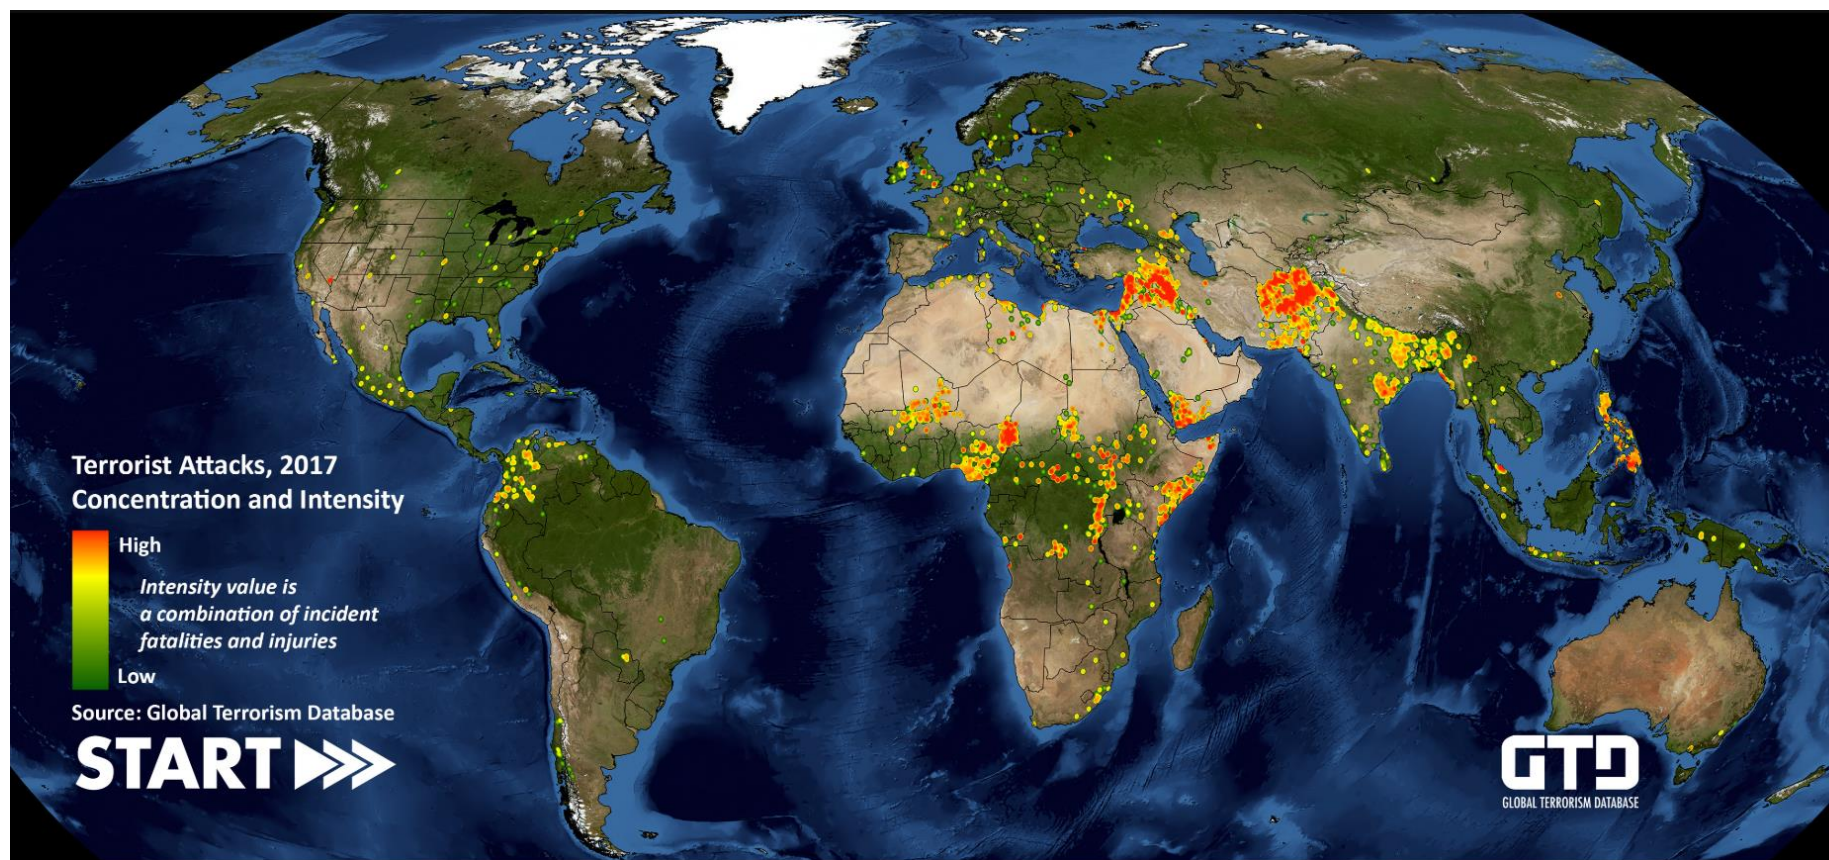 Terrorist Attacks, 2017
Concentration and Intensity
High
Intensity value is
a combination of incident
fatalities and injuries
Low
Source: Global Terrorism Database
START
GTD
GLOBAL TERRORISM DATABASE